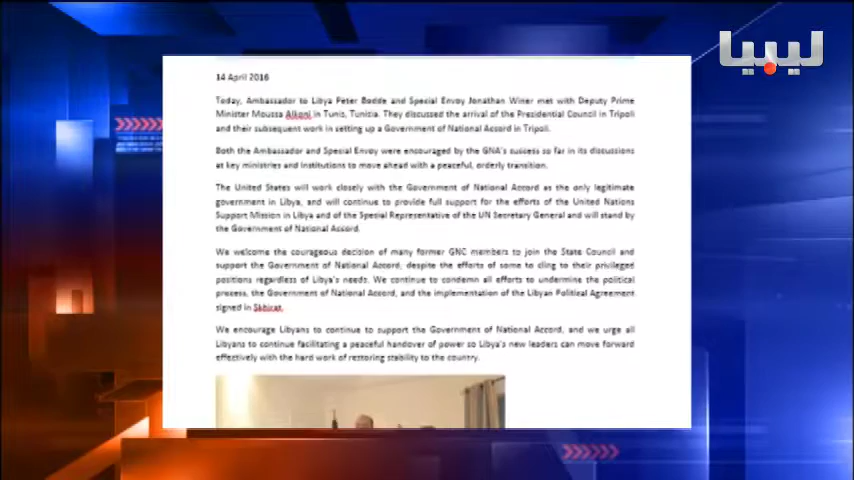 ليبيا
14 April 2016
Today, Ambassador to Libya Peter Bodde and Special Envoy Jonathan Winer met with Deputy Prime
Minister Moussa Alkoni in Tunis, Tunisia. They discussed the arrival of the Presidential Council in Tripoli
and their subsequent work in setting up a Government of National Accord in Tripoli.
Both the Ambassador and Special Envoy were encouraged by the GNA's success so far in its discussions
at key ministries and institutions to move ahead with a peaceful, orderly transition.
The United States will work closely with the Government of National Accord as the only legitimate
government in Libya, and will continue to provide full support for the efforts of the United Nations
Support Mission in Libya and of the Special Representative of the UN Secretary General and will stand by
the Government of National Accord.
We welcome the courageous decision of many former GNC members to join the State Council and
support the Government of National Accord, despite the efforts of some to cling to their privileged
positions regardless of Libya's needs. We continue to condemn all efforts to undermine the political
process, the Government of National Accord, and the implementation of the Libyan Political Agreement
signed in Skhirat.
We encourage Libyans to continue to support the Government of National Accord, and we urge all
Libyans to continue facilitating a peaceful handover of power so Libya's new leaders can move forward
effectively with the hard work of restoring stability to the country.